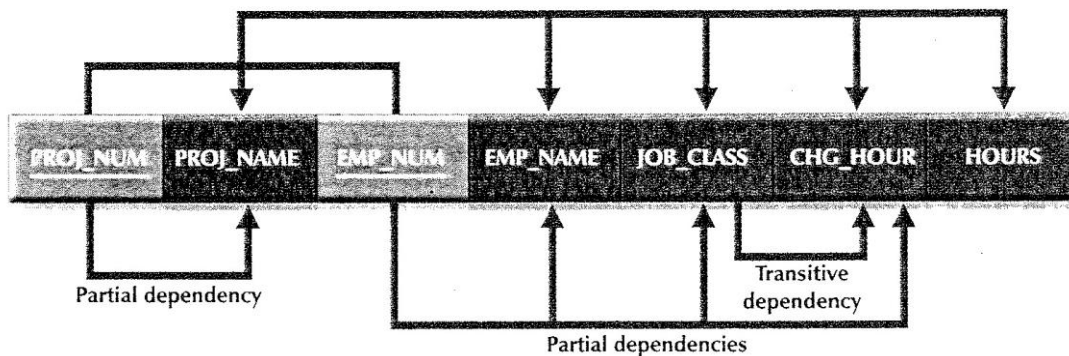 PROJ_NUM PROJ_NAME EMP_NUM EMP_NAME JOB_CLASS CHG_HOUR HOURS
Partial dependency
Transitive
dependency
Partial dependencies